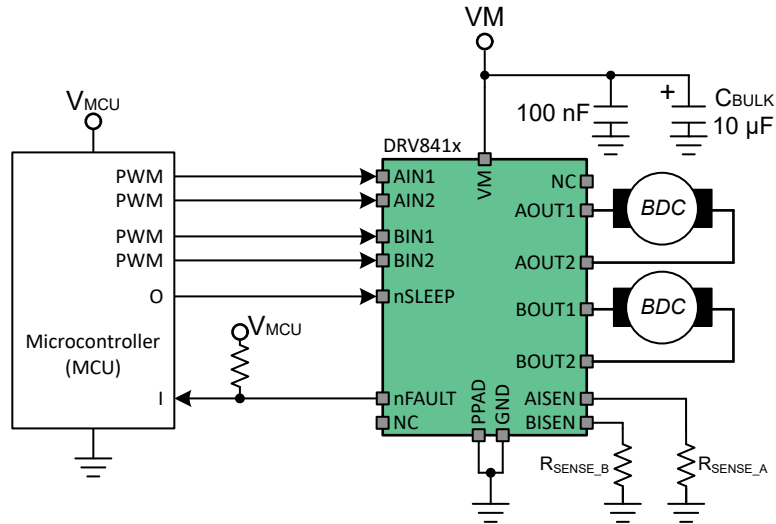 VM
VMCU
100 nF
+
CBULK
10 µF
DRV841x
PWM
PWM
PWM
PWM
O
Microcontroller
(MCU)
I
VMCU
AIN1
AIN2
BIN1
BIN2
nSLEEP
nFAULT
NC
VM
NC
AOUT1
AOUT2
BOUT1
BOUT2
AISEN
BISEN
PPAD
GND
BDC
BDC
RSENSE_B
RSENSE_A